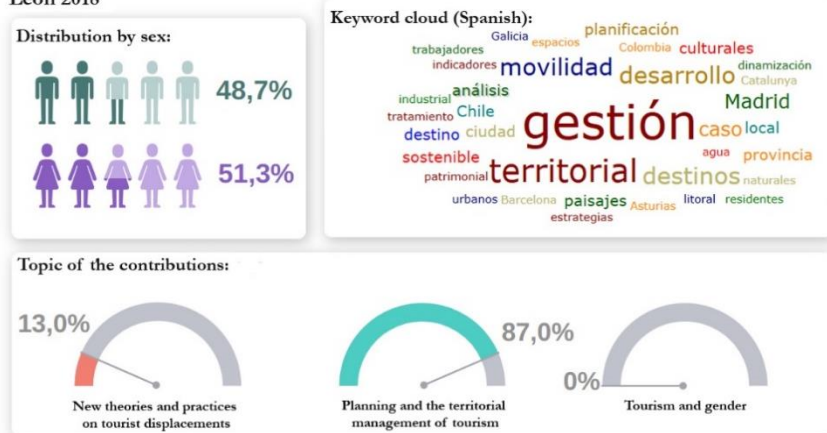 León 2018
Distribution by sex:
48,7%
51,3%
Keyword cloud (Spanish):
planificación
Galicia
espacios
trabajadores
Colombia
culturales
indicadores
movilidad
desarrollo
dinamización
Catalunya
industrial
análisis
Madrid
tratamiento
Chile
gestión
destino
ciudad
caso
local
sostenible
agua
provincia
patrimonial
territorial
destinos
naturales
urbanos
Barcelona
paisajes
Asturias
litoral
residentes
estrategias
Topic of the contributions:
13,0%
New theories and practices
on tourist displacements
87,0%
Planning and the territorial
management of tourism
0%
Tourism and gender